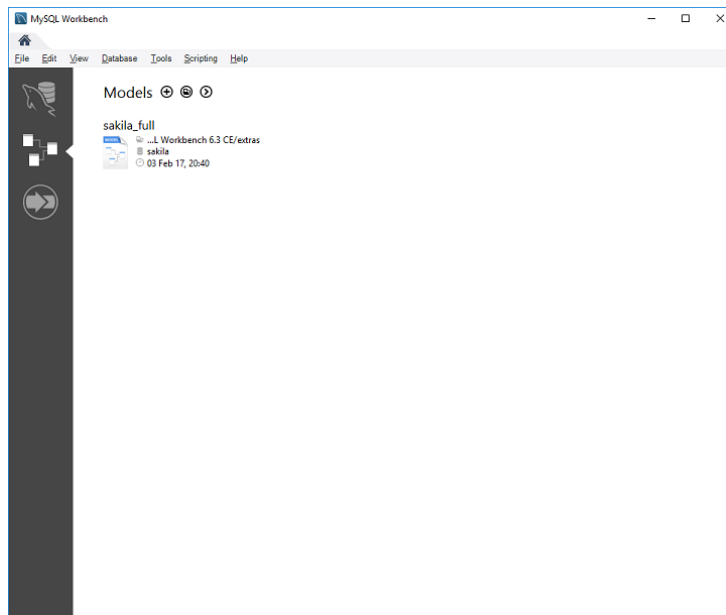 MySQL Workbench
File Edit View Database Tools Scripting Help
Models
sakila_full
MODEL
...L Workbench 6.3 CE/extras
sakila
03 Feb 17, 20:40